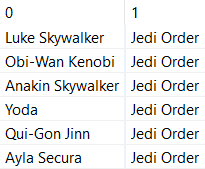 0 1
Luke Skywalker Jedi Order
Obi-Wan Kenobi Jedi Order
Anakin Skywalker Jedi Order
Yoda Jedi Order
Qui-Gon Jinn Jedi Order
Ayla Secura Jedi Order